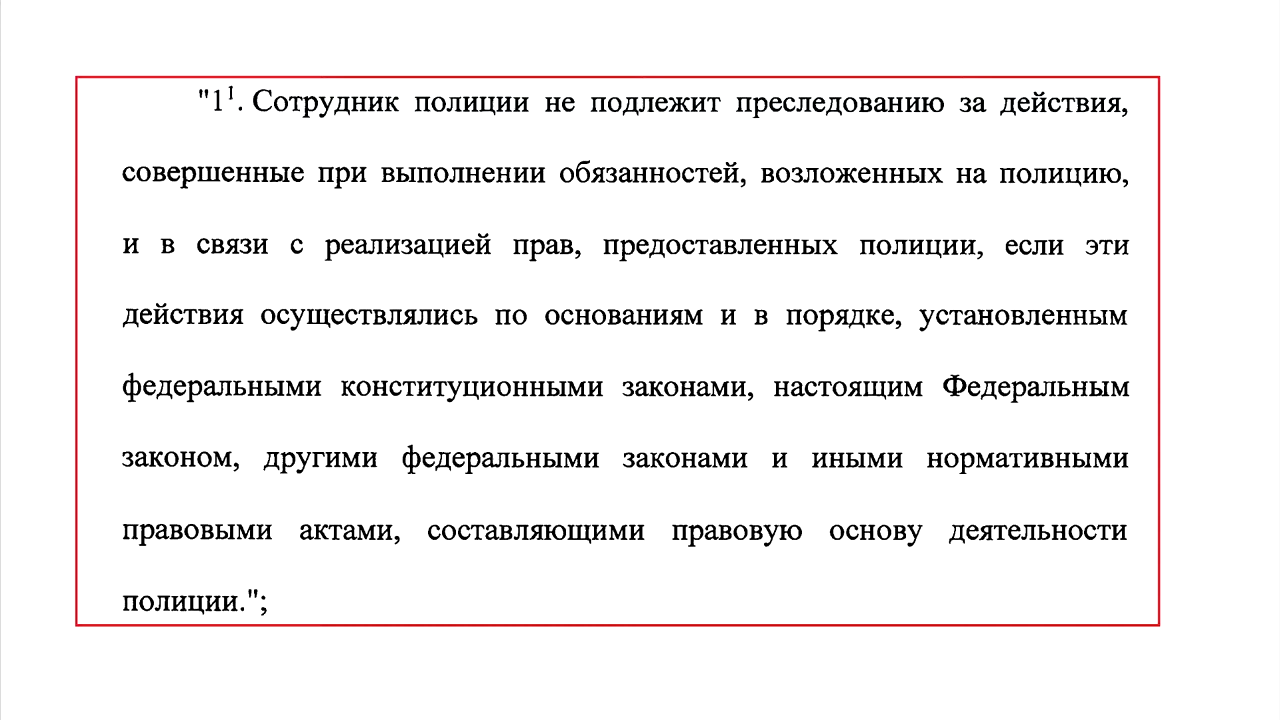 "1¹. Сотрудник полиции не подлежит преследованию за действия,
совершенные при выполнении обязанностей, возложенных на полицию,
и в связи с реализацией прав, предоставленных полиции, если эти
действия осуществлялись по основаниям и в порядке, установленным
федеральными конституционными законами, настоящим Федеральным
законом, другими федеральными законами и иными нормативными
правовыми актами, составляющими правовую основу деятельности
полиции.";